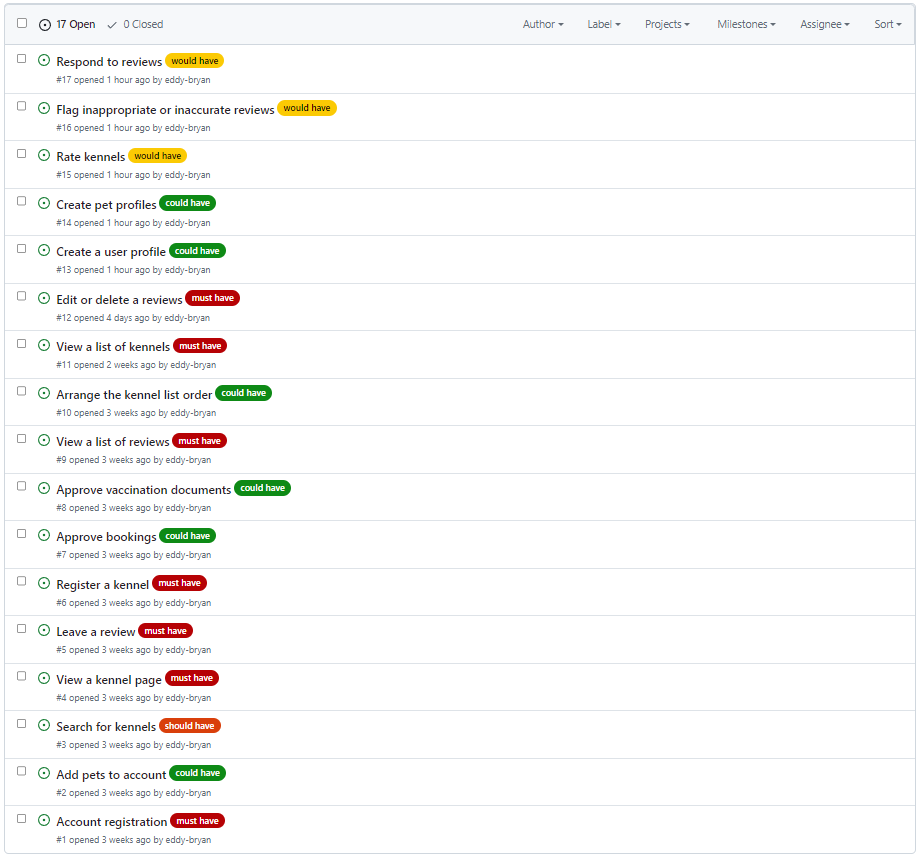 17 Open 0 Closed Author Label Projects Milestones Assignee Sort
Respond to reviews would have
#17 opened 1 hour ago by eddy-bryan
Flag inappropriate or inaccurate reviews would have
#16 opened 1 hour ago by eddy-bryan
Rate kennels would have
#15 opened 1 hour ago by eddy-bryan
Create pet profiles could have
#14 opened 1 hour ago by eddy-bryan
Create a user profile could have
#13 opened 1 hour ago by eddy-bryan
Edit or delete a reviews must have
#12 opened 4 days ago by eddy-bryan
View a list of kennels must have
#11 opened 2 weeks ago by eddy-bryan
Arrange the kennel list order could have
#10 opened 3 weeks ago by eddy-bryan
View a list of reviews must have
#9 opened 3 weeks ago by eddy-bryan
Approve vaccination documents could have
#8 opened 3 weeks ago by eddy-bryan
Approve bookings could have
#7 opened 3 weeks ago by eddy-bryan
Register a kennel must have
#6 opened 3 weeks ago by eddy-bryan
Leave a review must have
#5 opened 3 weeks ago by eddy-bryan
View a kennel page must have
#4 opened 3 weeks ago by eddy-bryan
Search for kennels should have
#3 opened 3 weeks ago by eddy-bryan
Add pets to account could have
#2 opened 3 weeks ago by eddy-bryan
Account registration must have
#1 opened 3 weeks ago by eddy-bryan